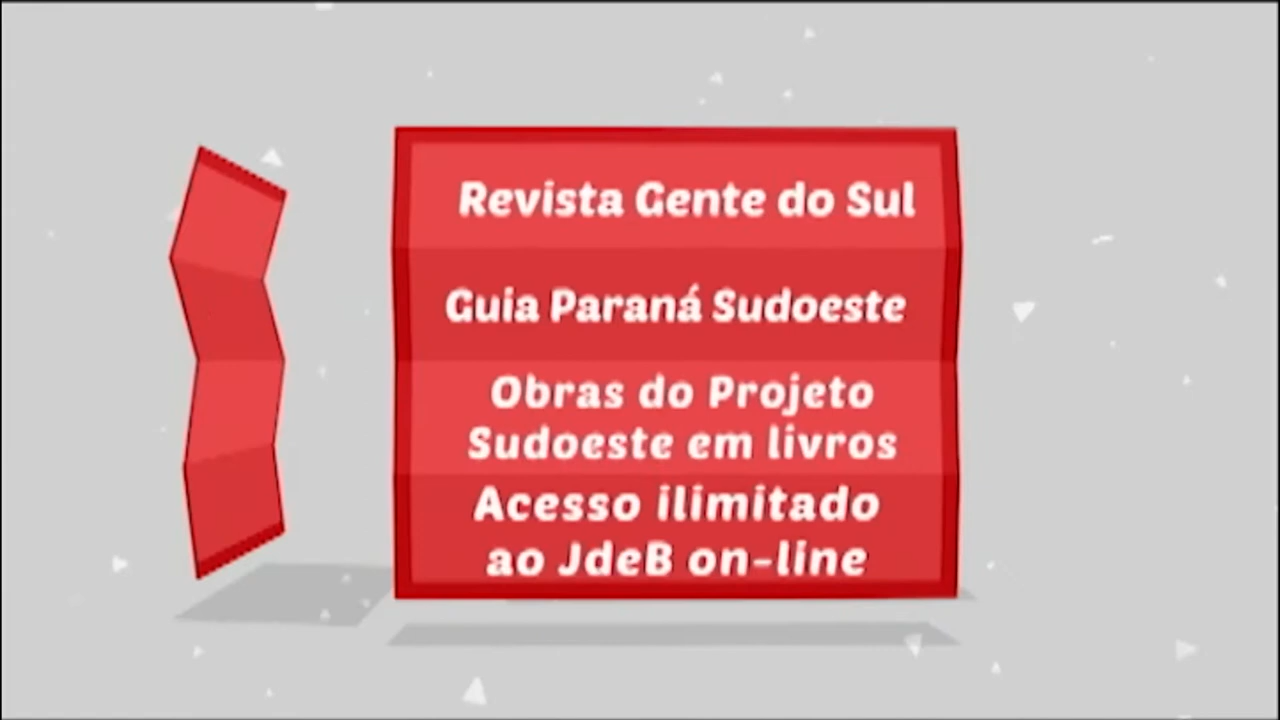 Revista Gente do Sul
Guia Paraná Sudoeste
Obras do Projeto
Sudoeste em livros
Acesso ilimitado
ao JdeB on-line